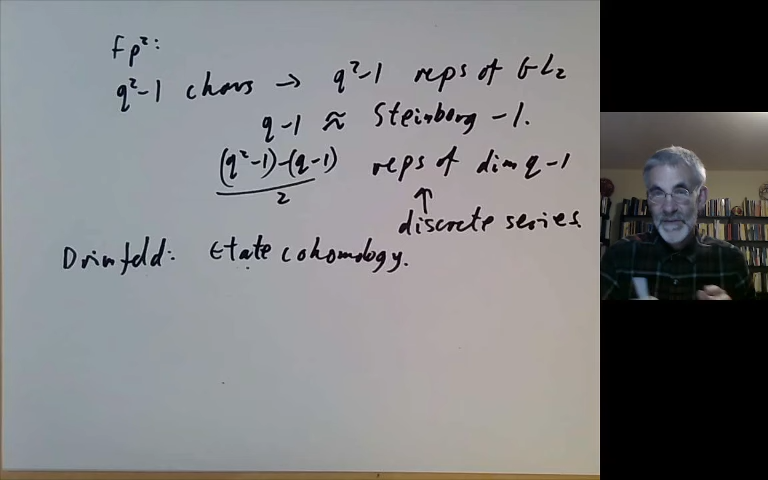 Fp²:
q²-1 chars → q²-1 reps of GL₂
q-1 ≈ Steinberg -1.
(q²-1)-(q-1) reps of dim q-1
2
↑
discrete series.
Drinfeld: Etale cohomology.